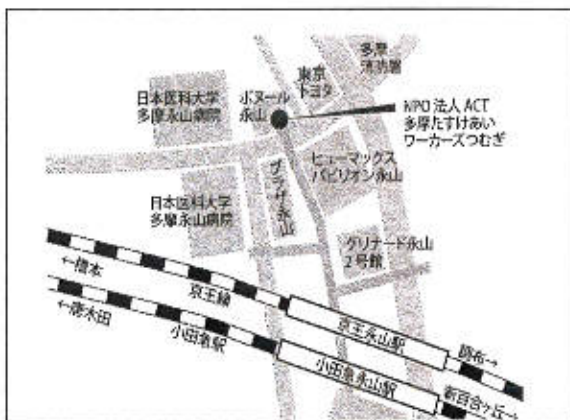 多摩
消防署
東京
トヨタ
ボヌール
永山
日本医科大学
多摩永山病院
NPO法人 ACT
多摩たすけあい
ワーカーズつむぎ
ヒューマックス
パビリオン永山
プラザ永山
日本医科大学
多摩永山病院
グリナード永山
2号館
←橋本
京王線
京王永山駅
調布→
←唐木田
小田急駅
小田急永山駅
新百合ヶ丘→